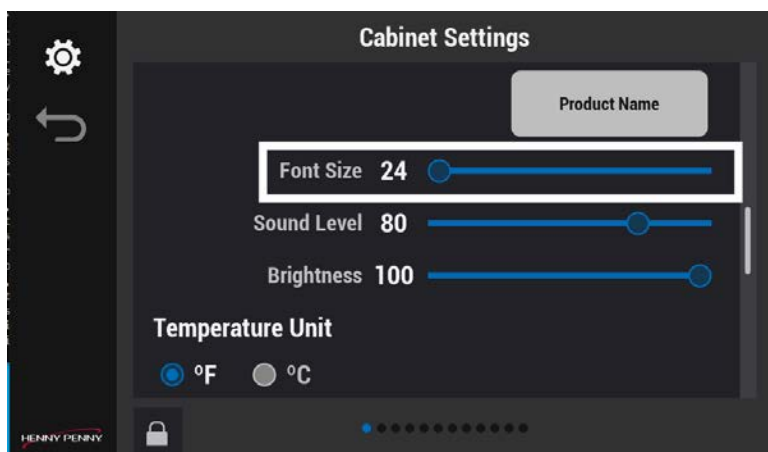 Cabinet Settings
Product Name
Font Size 24
Sound Level 80
Brightness 100
Temperature Unit
°F °C
HENNY PENNY